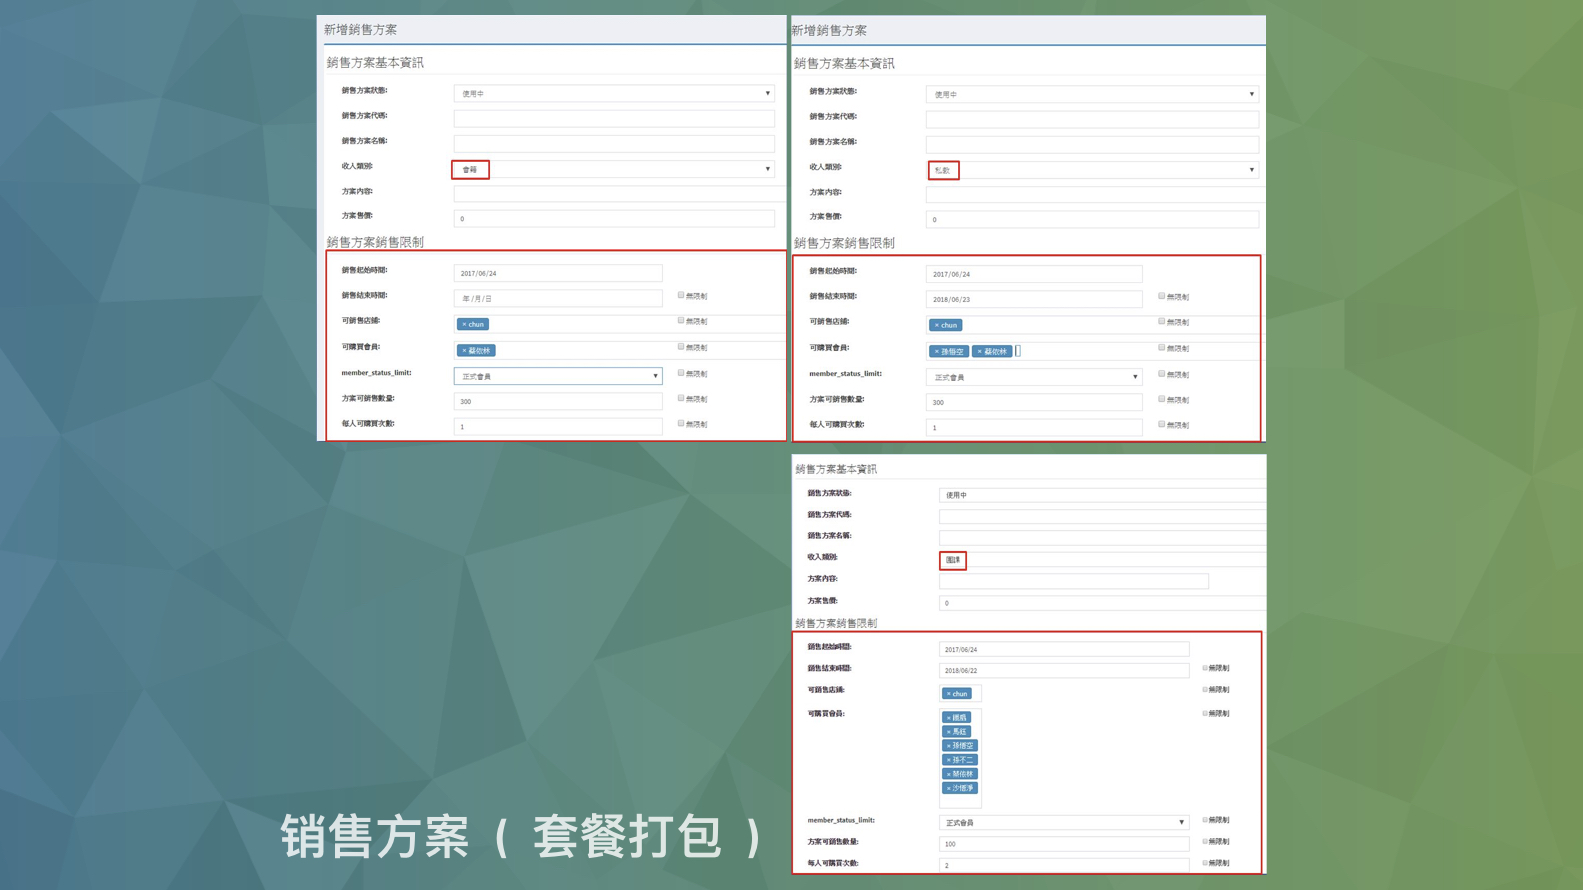 新增銷售方案
銷售方案基本資訊
銷售方案狀態:
使用中
銷售方案代碼:
銷售方案名稱:
收入類別:
會籍
方案內容:
方案售價:
0
銷售方案銷售限制
銷售起始時間:
2017/06/24
銷售結束時間:
年 /月/日
無限制
可銷售店舖:
× chun
無限制
可購買會員:
× 蔡依林
無限制
member_status_limit:
正式會員
無限制
方案可銷售數量:
300
無限制
每人可購買次數:
1
無限制
新增銷售方案
銷售方案基本資訊
銷售方案狀態:
使用中
銷售方案代碼:
銷售方案名稱:
收入類別:
私教
方案內容:
方案售價:
0
銷售方案銷售限制
銷售起始時間:
2017/06/24
銷售結束時間:
2018/06/23
無限制
可銷售店舖:
× chun
無限制
可購買會員:
× 孫悟空 × 蔡依林
無限制
member_status_limit:
正式會員
無限制
方案可銷售數量:
300
無限制
每人可購買次數:
1
無限制
銷售方案基本資訊
銷售方案狀態:
使用中
銷售方案代碼:
銷售方案名稱:
收入類別:
團課
方案內容:
方案售價:
0
銷售方案銷售限制
銷售起始時間:
2017/06/24
銷售結束時間:
2018/06/22
無限制
可銷售店舖:
× chun
無限制
可購買會員:
無限制
× 孫悟空
× 孫不二
× 蔡依林
× 沙悟淨
member_status_limit:
正式會員
無限制
方案可銷售數量:
100
無限制
每人可購買次數:
2
無限制
销售方案（套餐打包）